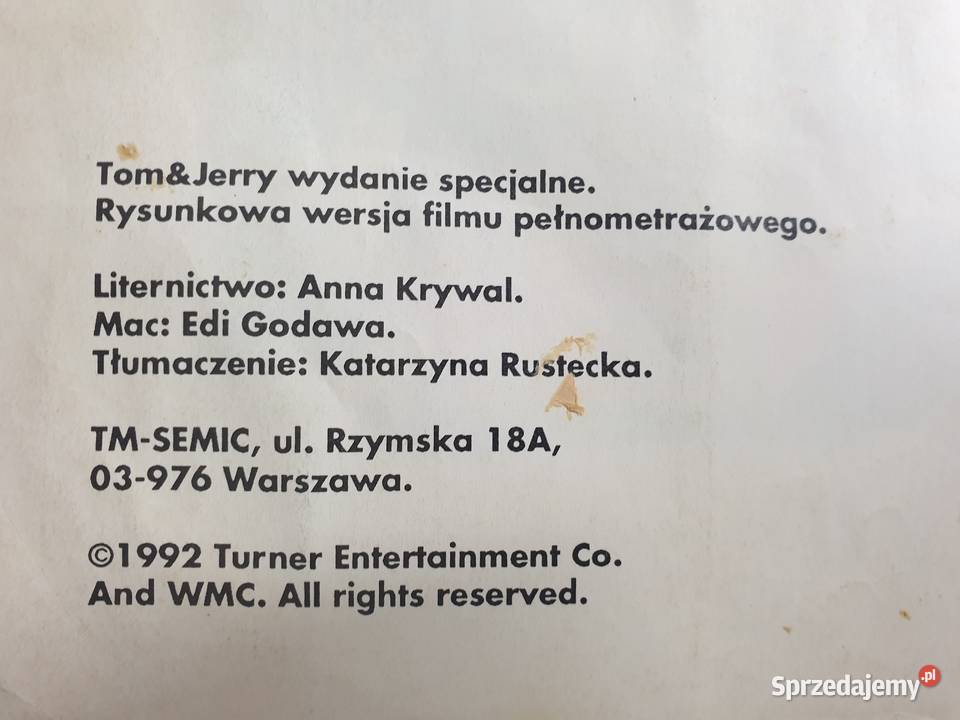 Tom&Jerry wydanie specjalne.
Rysunkowa wersja filmu pełnometrażowego.
Liternictwo: Anna Krywal.
Mac: Edi Godawa.
Tłumaczenie: Katarzyna Rustecka.
TM-SEMIC, ul. Rzymska 18A,
03-976 Warszawa.
©1992 Turner Entertainment Co.
And WMC. All rights reserved.
Sprzedajemy.pl